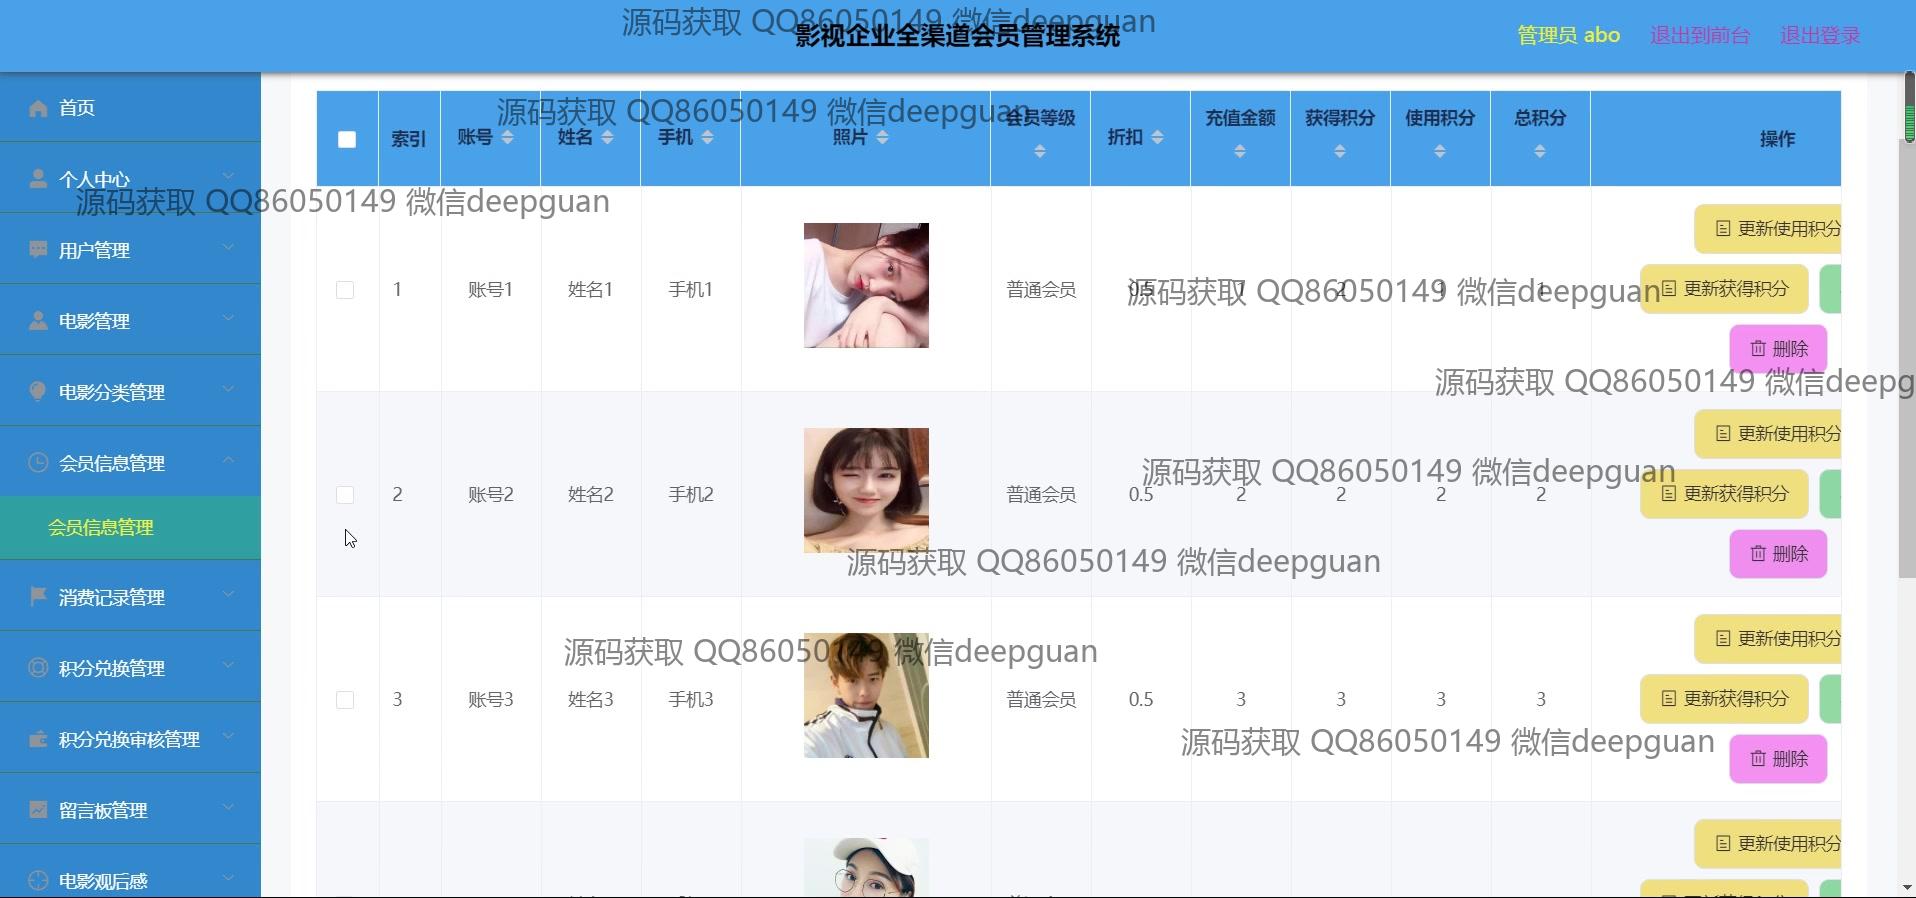 源码获取 QQ86050149 微信deepguan
影视企业全渠道会员管理系统
管理员 abo
退出到前台
退出登录
首页
个人中心
用户管理
电影管理
电影分类管理
会员信息管理
会员信息管理
消费记录管理
积分兑换管理
积分兑换审核管理
留言板管理
电影观后感
源码获取 QQ86050149 微信deepguan
源码获取 QQ86050149 微信deepguan
索引 账号 姓名 手机 照片 会员等级 折扣 充值金额 获得积分 使用积分 总积分 操作
更新使用积分
1 账号1 姓名1 手机1 普通会员 0.5 1 2 1 1 更新获得积分
源码获取 QQ86050149 微信deepguan
删除
源码获取 QQ86050149 微信deepg
更新使用积分
源码获取 QQ86050149 微信deepguan
2 账号2 姓名2 手机2 普通会员 0.5 2 2 2 2 更新获得积分
删除
源码获取 QQ86050149 微信deepguan
更新使用积分
源码获取 QQ86050149 微信deepguan
3 账号3 姓名3 手机3 普通会员 0.5 3 3 3 3 更新获得积分
源码获取 QQ86050149 微信deepguan
删除
更新使用积分